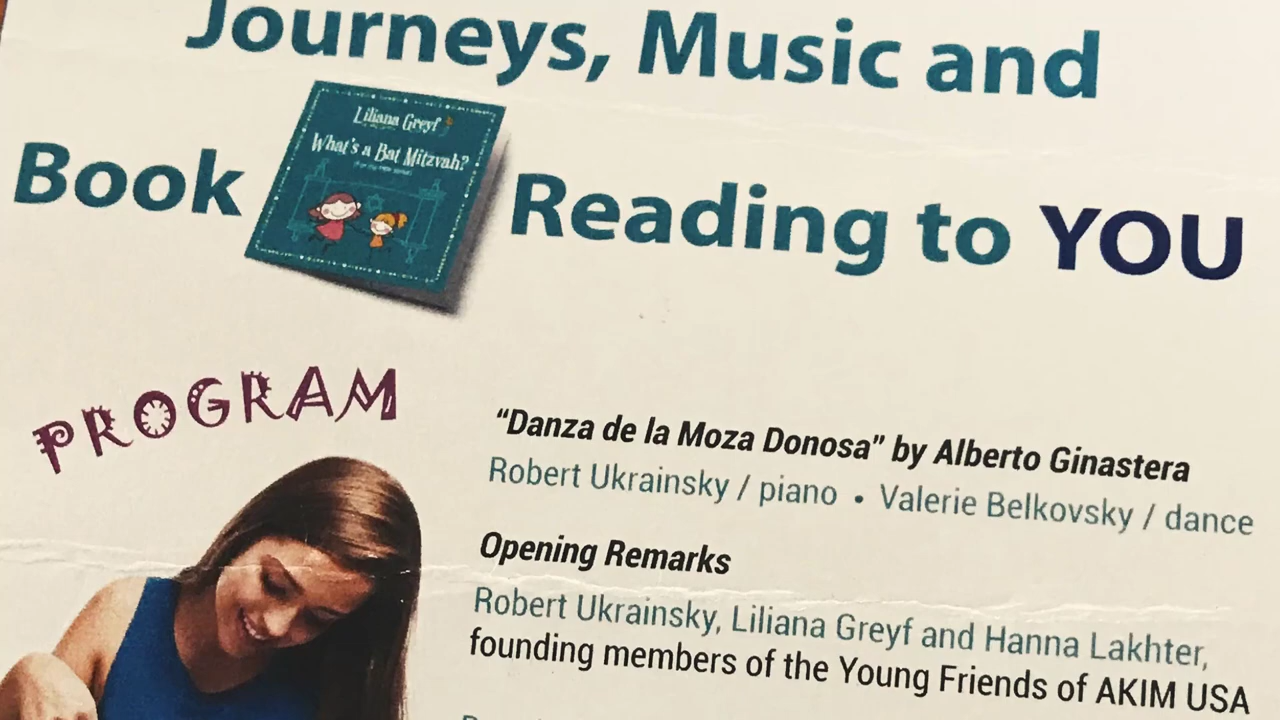 Journeys, Music and
Book
Liliana Greyf
What's a Bat Mitzvah?
Reading to YOU
PROGRAM
“Danza de la Moza Donosa” by Alberto Ginastera
Robert Ukrainsky / piano • Valerie Belkovsky / dance
Opening Remarks
Robert Ukrainsky, Liliana Greyf and Hanna Lakhter,
founding members of the Young Friends of AKIM USA